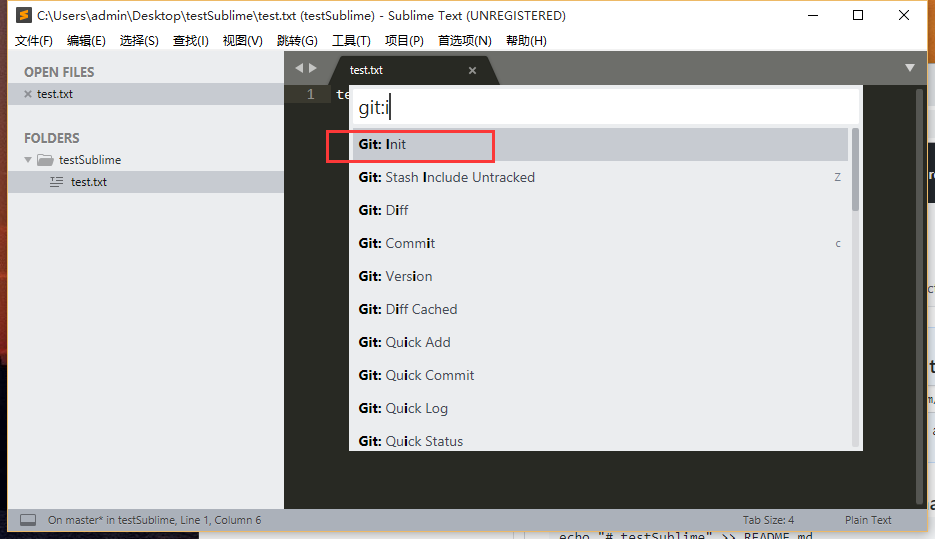 C:\Users\admin\Desktop\testSublime\test.txt (testSublime) - Sublime Text (UNREGISTERED)
文件(F) 编辑(E) 选择(S) 查找(I) 视图(V) 跳转(G) 工具(T) 项目(P) 首选项(N) 帮助(H)
OPEN FILES
test.txt
FOLDERS
testSublime
test.txt
test.txt
1 te
git:i
Git: Init
Git: Stash Include Untracked Z
Git: Diff
Git: Commit c
Git: Version
Git: Diff Cached
Git: Quick Add
Git: Quick Commit
Git: Quick Log
Git: Quick Status
On master* in testSublime, Line 1, Column 6 Tab Size: 4 Plain Text
echo "# testSublime" >> README.md